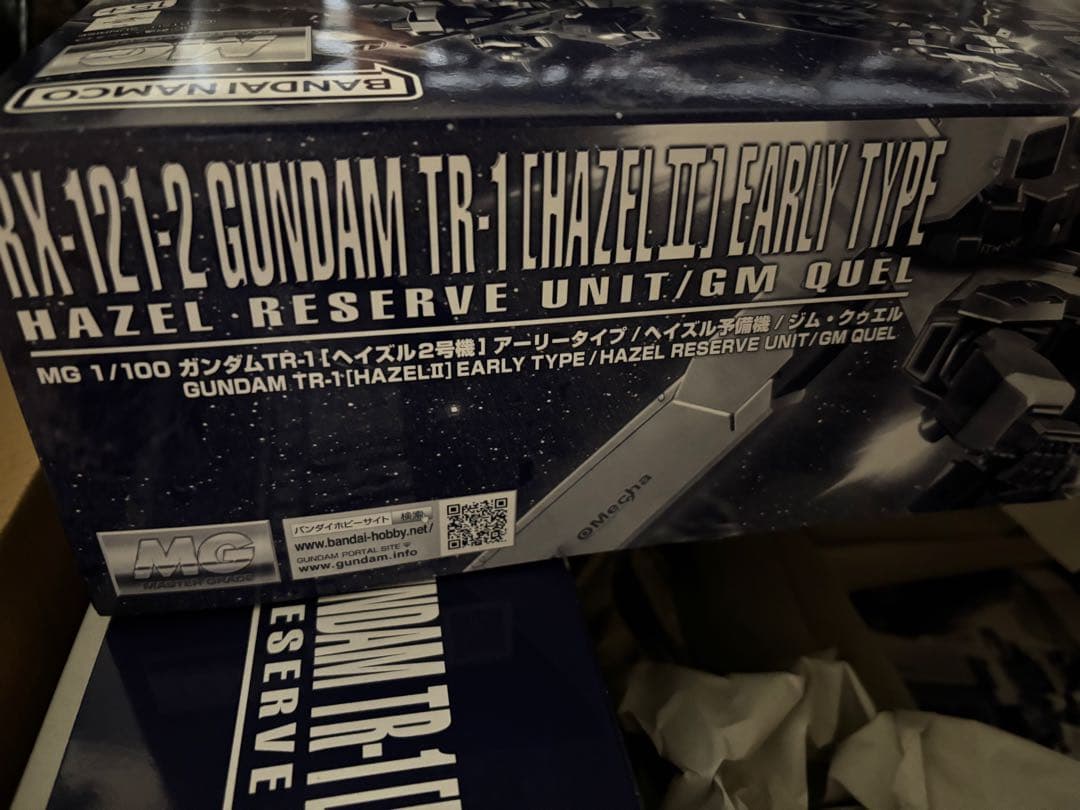 MG
BANDAI NAMCO
RX-121-2 GUNDAM TR-1 [HAZEL II] EARLY TYPE
HAZEL RESERVE UNIT/GM QUEL
MG 1/100 ガンダムTR-1 [ヘイズル2号機] アーリータイプ / ヘイズル予備機 / ジム・クゥエル
GUNDAM TR-1 [HAZEL II] EARLY TYPE / HAZEL RESERVE UNIT/GM QUEL
@Mecha
MG
MASTER GRADE
バンダイホビーサイト 検索
www.bandai-hobby.net/
GUNDAM PORTAL SITE
www.gundam.info
NDAM TR-1
ESERVE